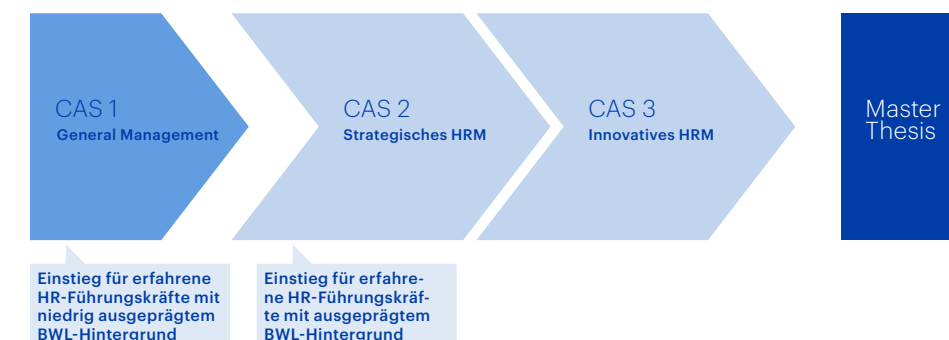 CAS 1
General Management
CAS 2
Strategisches HRM
CAS 3
Innovatives HRM
Master
Thesis
Einstieg für erfahrene
HR-Führungskräfte mit
niedrig ausgeprägtem
BWL-Hintergrund
Einstieg für erfahre-
ne HR-Führungskräf-
te mit ausgeprägtem
BWL-Hintergrund